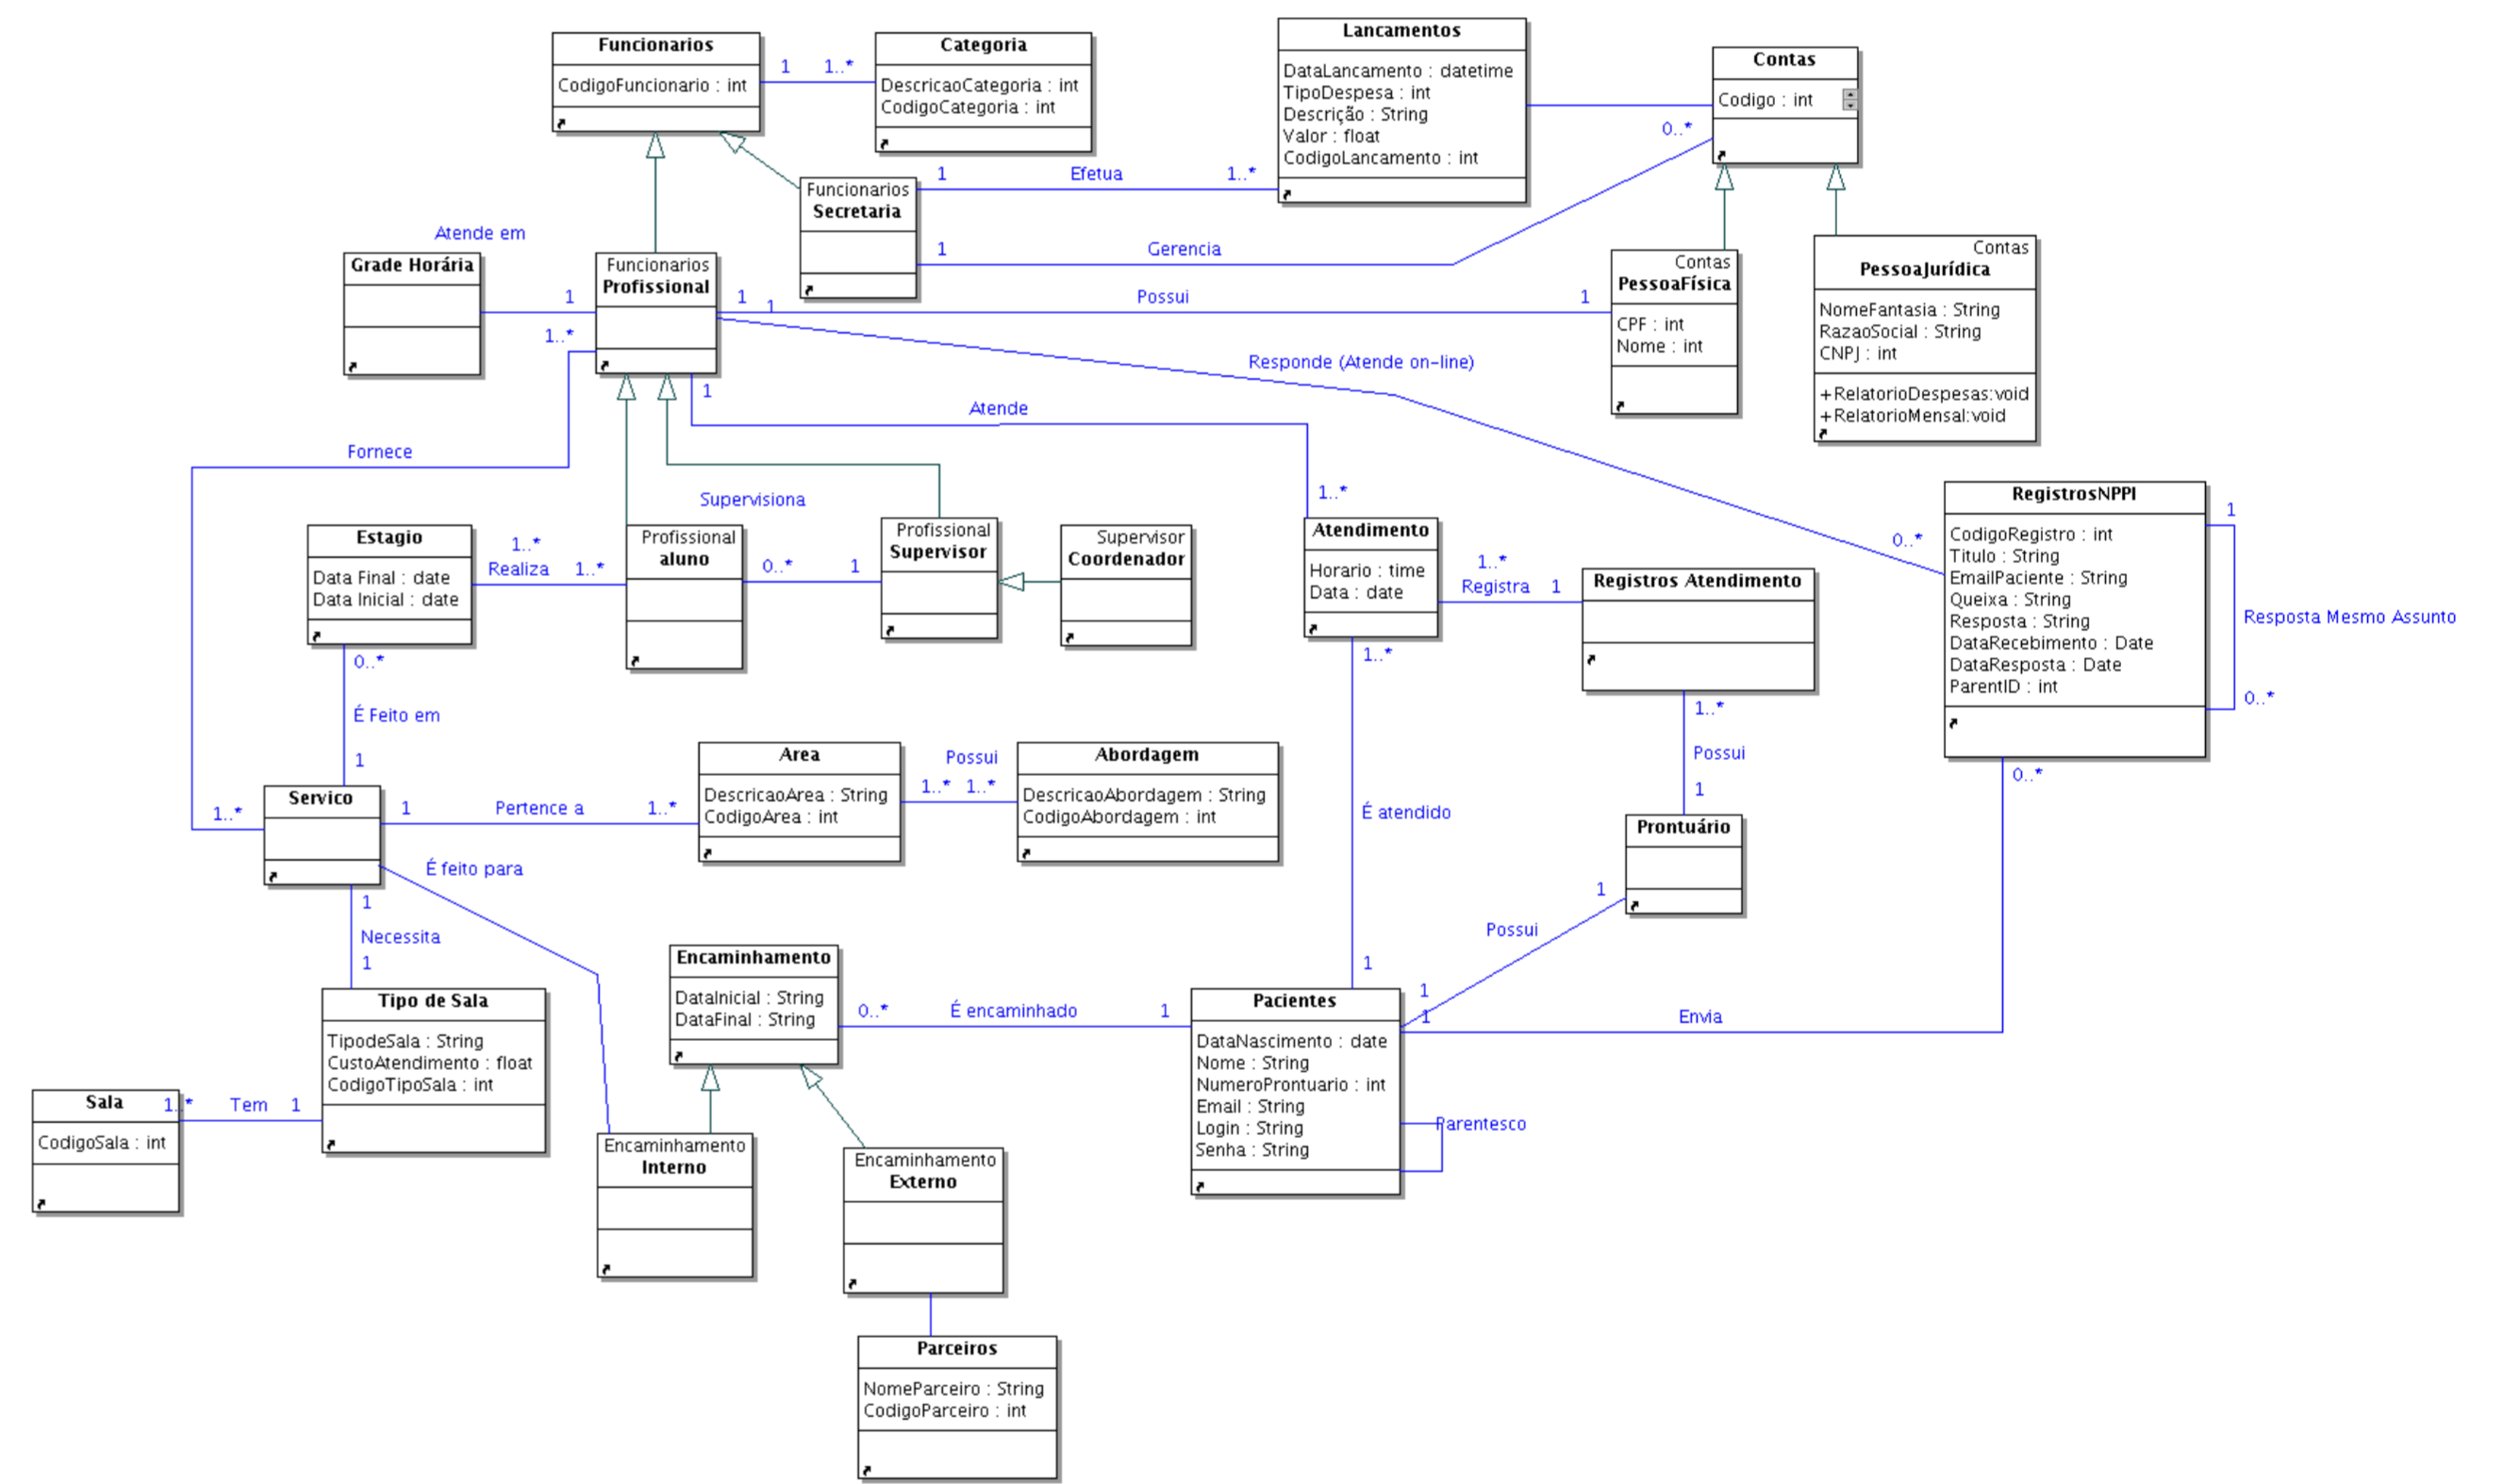 Funcionarios
CodigoFuncionario : int
1
1..*
Categoria
DescricaoCategoria : int
CodigoCategoria : int
Lancamentos
DataLancamento : datetime
TipoDespesa : int
Descrição : String
Valor : float
CodigoLancamento : int
Contas
Codigo : int
0..*
Funcionarios
Secretaria
1
Efetua
1..*
1
Gerencia
Atende em
Grade Horária
1
1..*
Funcionarios
Profissional
1
1
Possui
1
Contas
PessoaFísica
CPF : int
Nome : int
Contas
PessoaJurídica
NomeFantasia : String
RazaoSocial : String
CNPJ : int
+RelatorioDespesas:void
+RelatorioMensal:void
Responde (Atende on-line)
1
Atende
Fornece
Supervisiona
1..*
0..*
Estagio
Data Final : date
Data Inicial : date
1..*
Realiza
1..*
Profissional
aluno
0..*
1
Profissional
Supervisor
Supervisor
Coordenador
Atendimento
Horario : time
Data : date
1..*
Registra
1
Registros Atendimento
RegistrosNPPI
CodigoRegistro : int
Titulo : String
EmailPaciente : String
Queixa : String
Resposta : String
DataRecebimento : Date
DataResposta : Date
ParentID : int
1
Resposta Mesmo Assunto
0..*
0..*
É Feito em
1
1..*
1..*
Possui
1
0..*
Servico
1..*
1
Pertence a
1..*
Area
DescricaoArea : String
CodigoArea : int
Possui
1..*
1..*
Abordagem
DescricaoAbordagem : String
CodigoAbordagem : int
É atendido
Prontuário
É feito para
1
Necessita
1
1
Possui
1
1
1
Envia
Encaminhamento
DataInicial : String
DataFinal : String
0..*
É encaminhado
1
Pacientes
DataNascimento : date
Nome : String
NumeroProntuario : int
Email : String
Login : String
Senha : String
Parentesco
Tipo de Sala
TipodeSala : String
CustoAtendimento : float
CodigoTipoSala : int
Sala
CodigoSala : int
1..*
Tem
1
Encaminhamento
Interno
Encaminhamento
Externo
Parceiros
NomeParceiro : String
CodigoParceiro : int